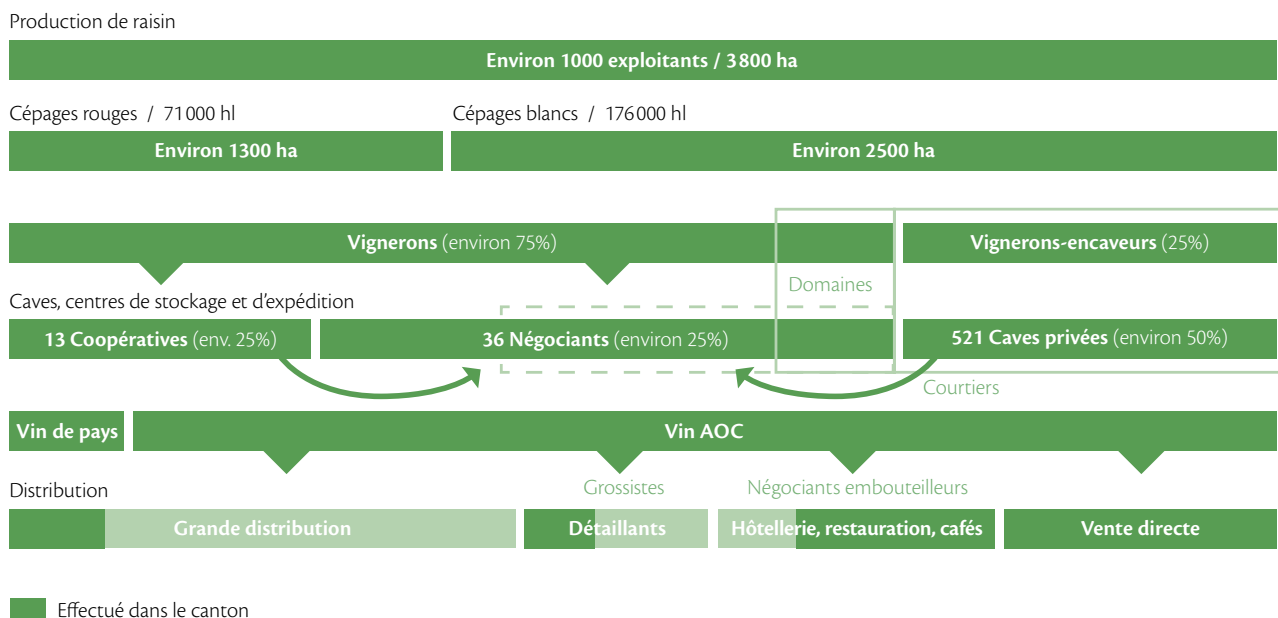 Production de raisin
Environ 1000 exploitants / 3800 ha
Cépages rouges / 71000 hl
Cépages blancs / 176000 hl
Environ 1300 ha
Environ 2500 ha
Vignerons (environ 75%)
Vignerons-encaveurs (25%)
Domaines
Caves, centres de stockage et d'expédition
13 Coopératives (env. 25%)
36 Négociants (environ 25%)
521 Caves privées (environ 50%)
Courtiers
Vin de pays
Vin AOC
Distribution
Grossistes
Négociants embouteilleurs
Grande distribution
Détaillants
Hôtellerie, restauration, cafés
Vente directe
Effectué dans le canton